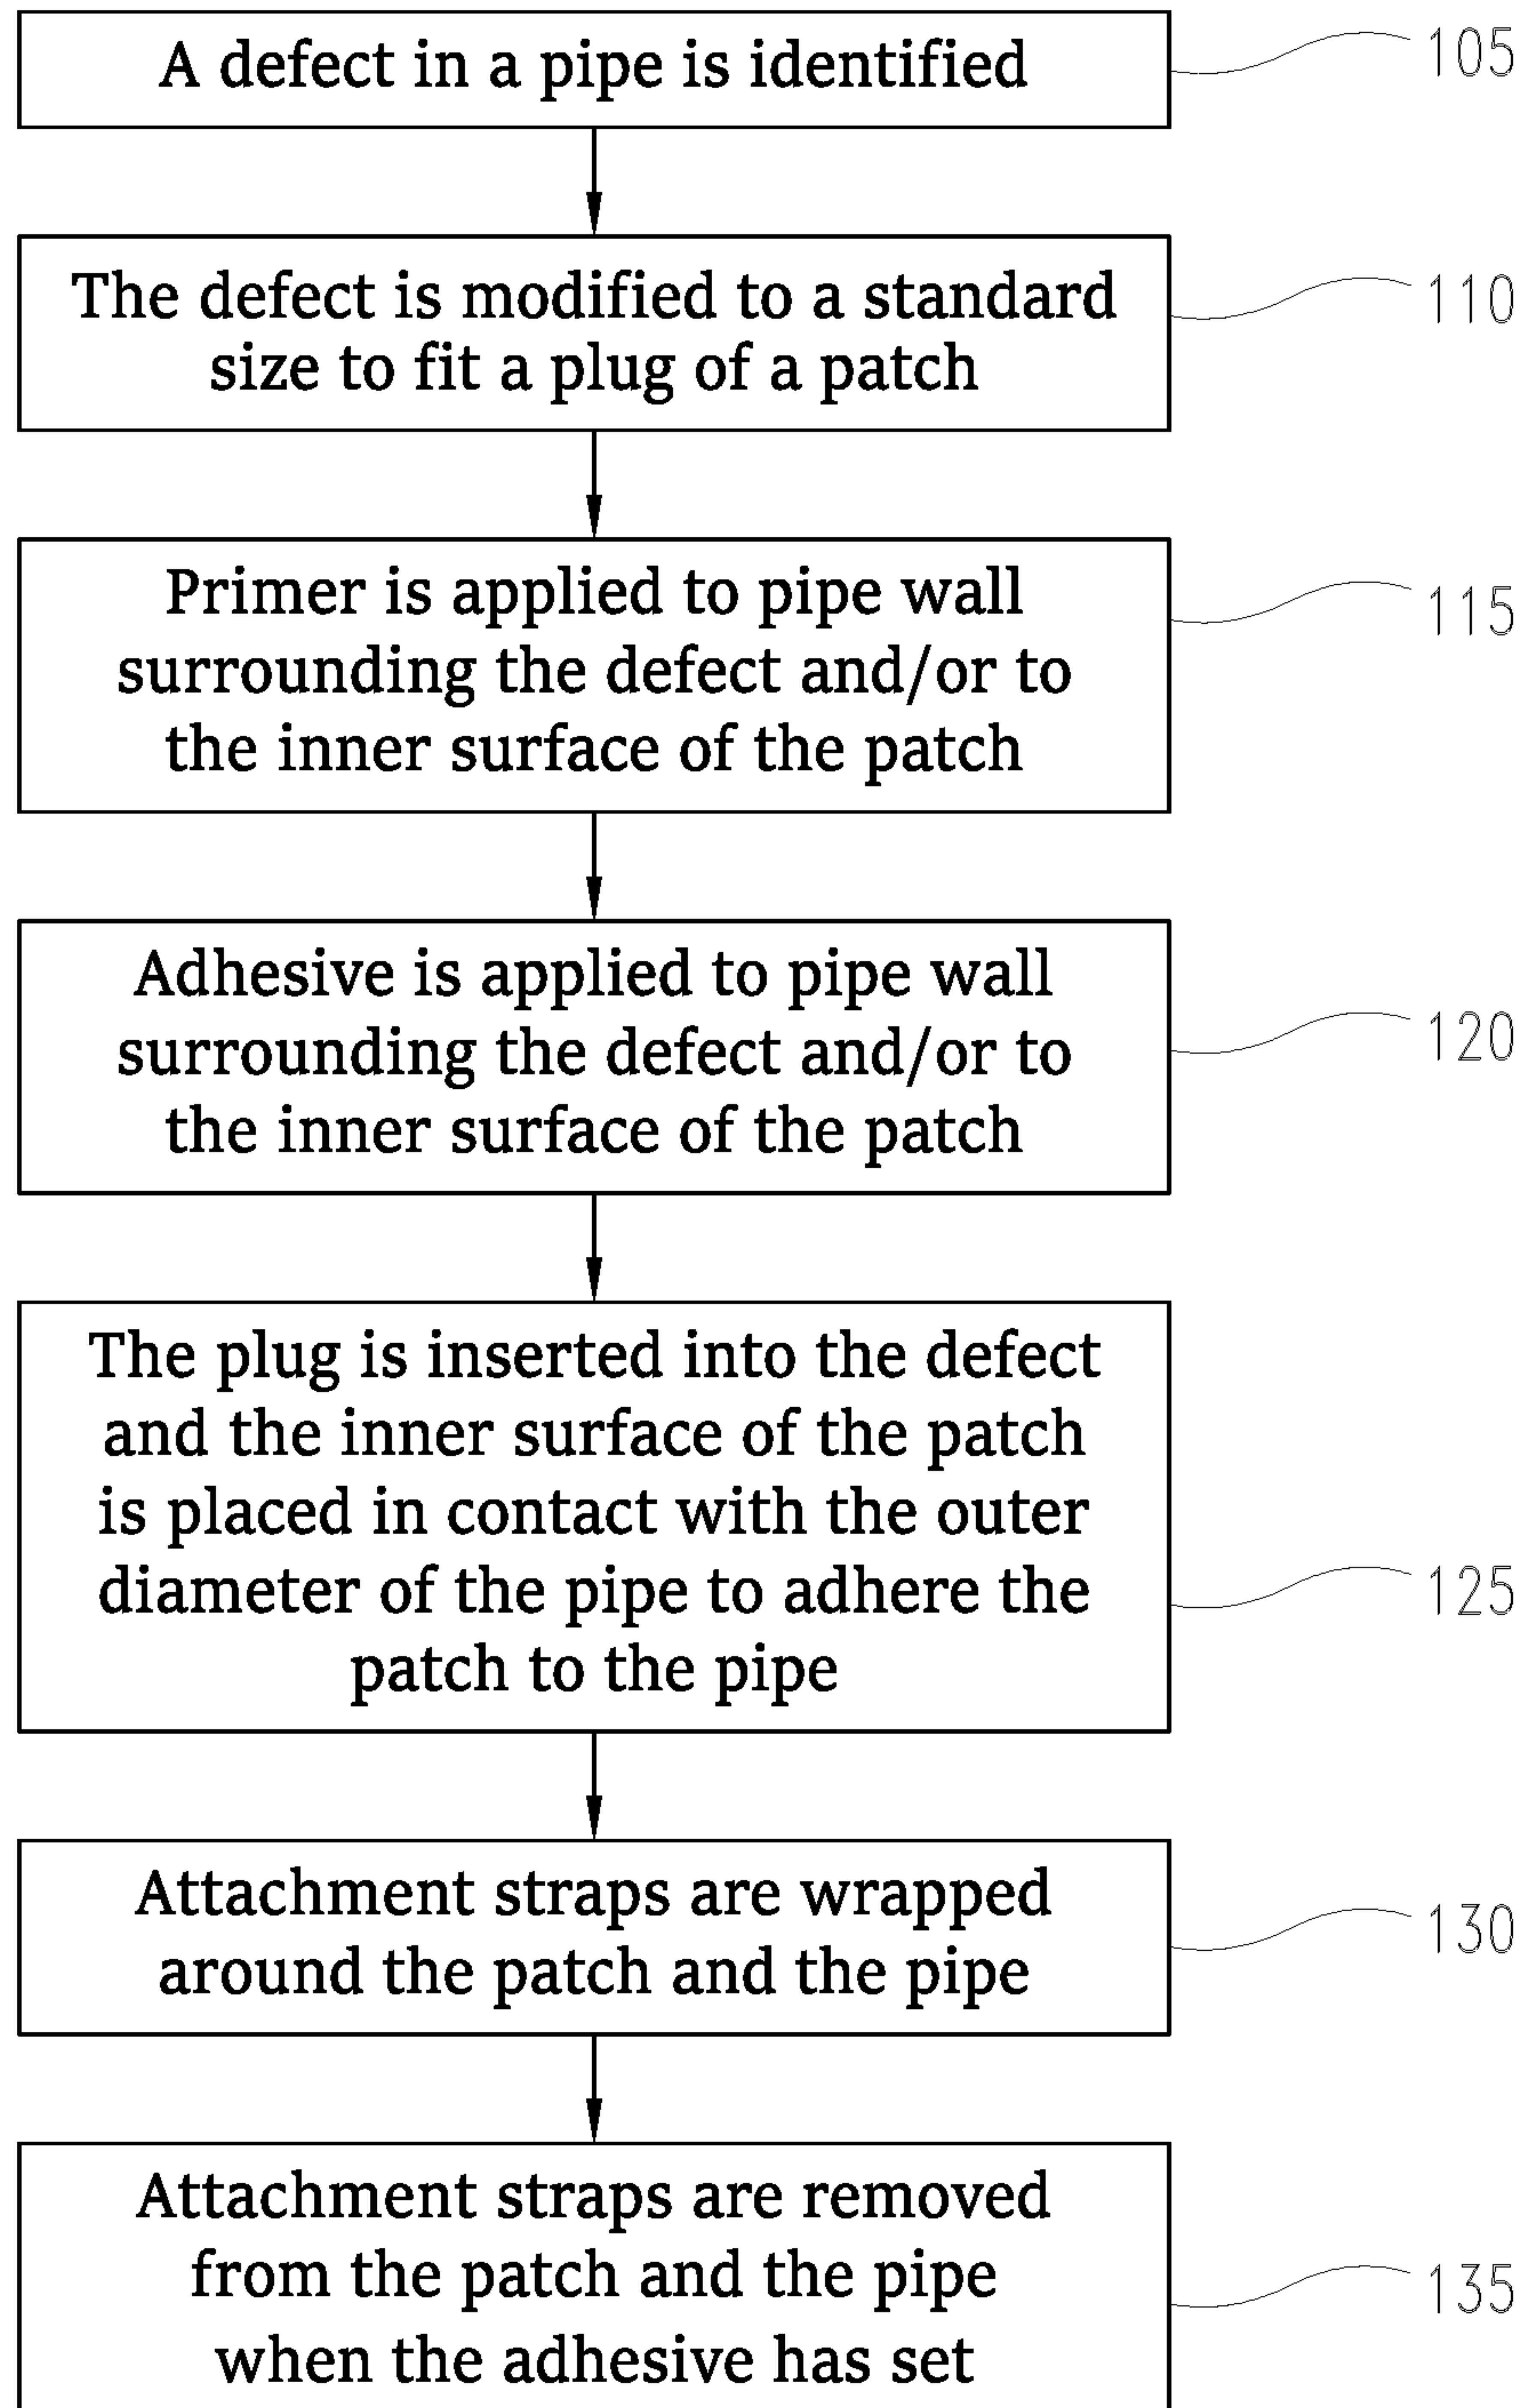 A defect in a pipe is identified
105
The defect is modified to a standard
size to fit a plug of a patch
110
Primer is applied to pipe wall
surrounding the defect and/or to
the inner surface of the patch
115
Adhesive is applied to pipe wall
surrounding the defect and/or to
the inner surface of the patch
120
The plug is inserted into the defect
and the inner surface of the patch
is placed in contact with the outer
diameter of the pipe to adhere the
patch to the pipe
125
Attachment straps are wrapped
around the patch and the pipe
130
Attachment straps are removed
from the patch and the pipe
when the adhesive has set
135